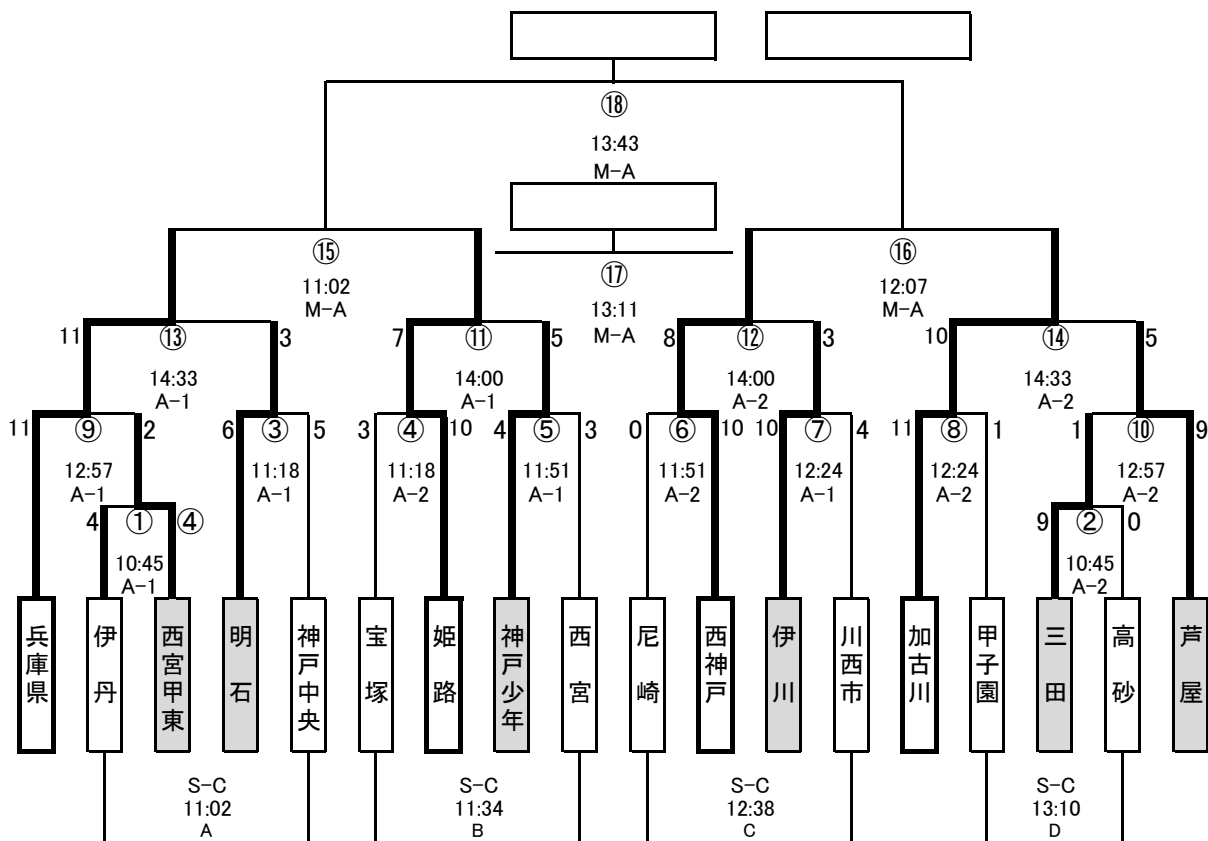 ⑱
13:43
M-A
⑮
11:02
M-A
⑰
13:11
M-A
⑯
12:07
M-A
11 ⑬ 3
14:33
A-1
7 ⑪ 5
14:00
A-1
8 ⑫ 3
14:00
A-2
10 ⑭ 5
14:33
A-2
11 ⑨ 2
12:57
A-1
6 ③ 5
11:18
A-1
3 ④ 10
11:18
A-2
4 ⑤ 3
11:51
A-1
0 ⑥ 10
11:51
A-2
10 ⑦ 4
12:24
A-1
11 ⑧ 1
12:24
A-2
1 ⑩ 9
12:57
A-2
4 ① ④
10:45
A-1
9 ② 0
10:45
A-2
兵庫県
伊丹
西宮甲東
明石
神戸中央
宝塚
姫路
神戸少年
西宮
尼崎
西神戸
伊川
川西市
加古川
甲子園
三田
高砂
芦屋
S-C
11:02
A
S-C
11:34
B
S-C
12:38
C
S-C
13:10
D